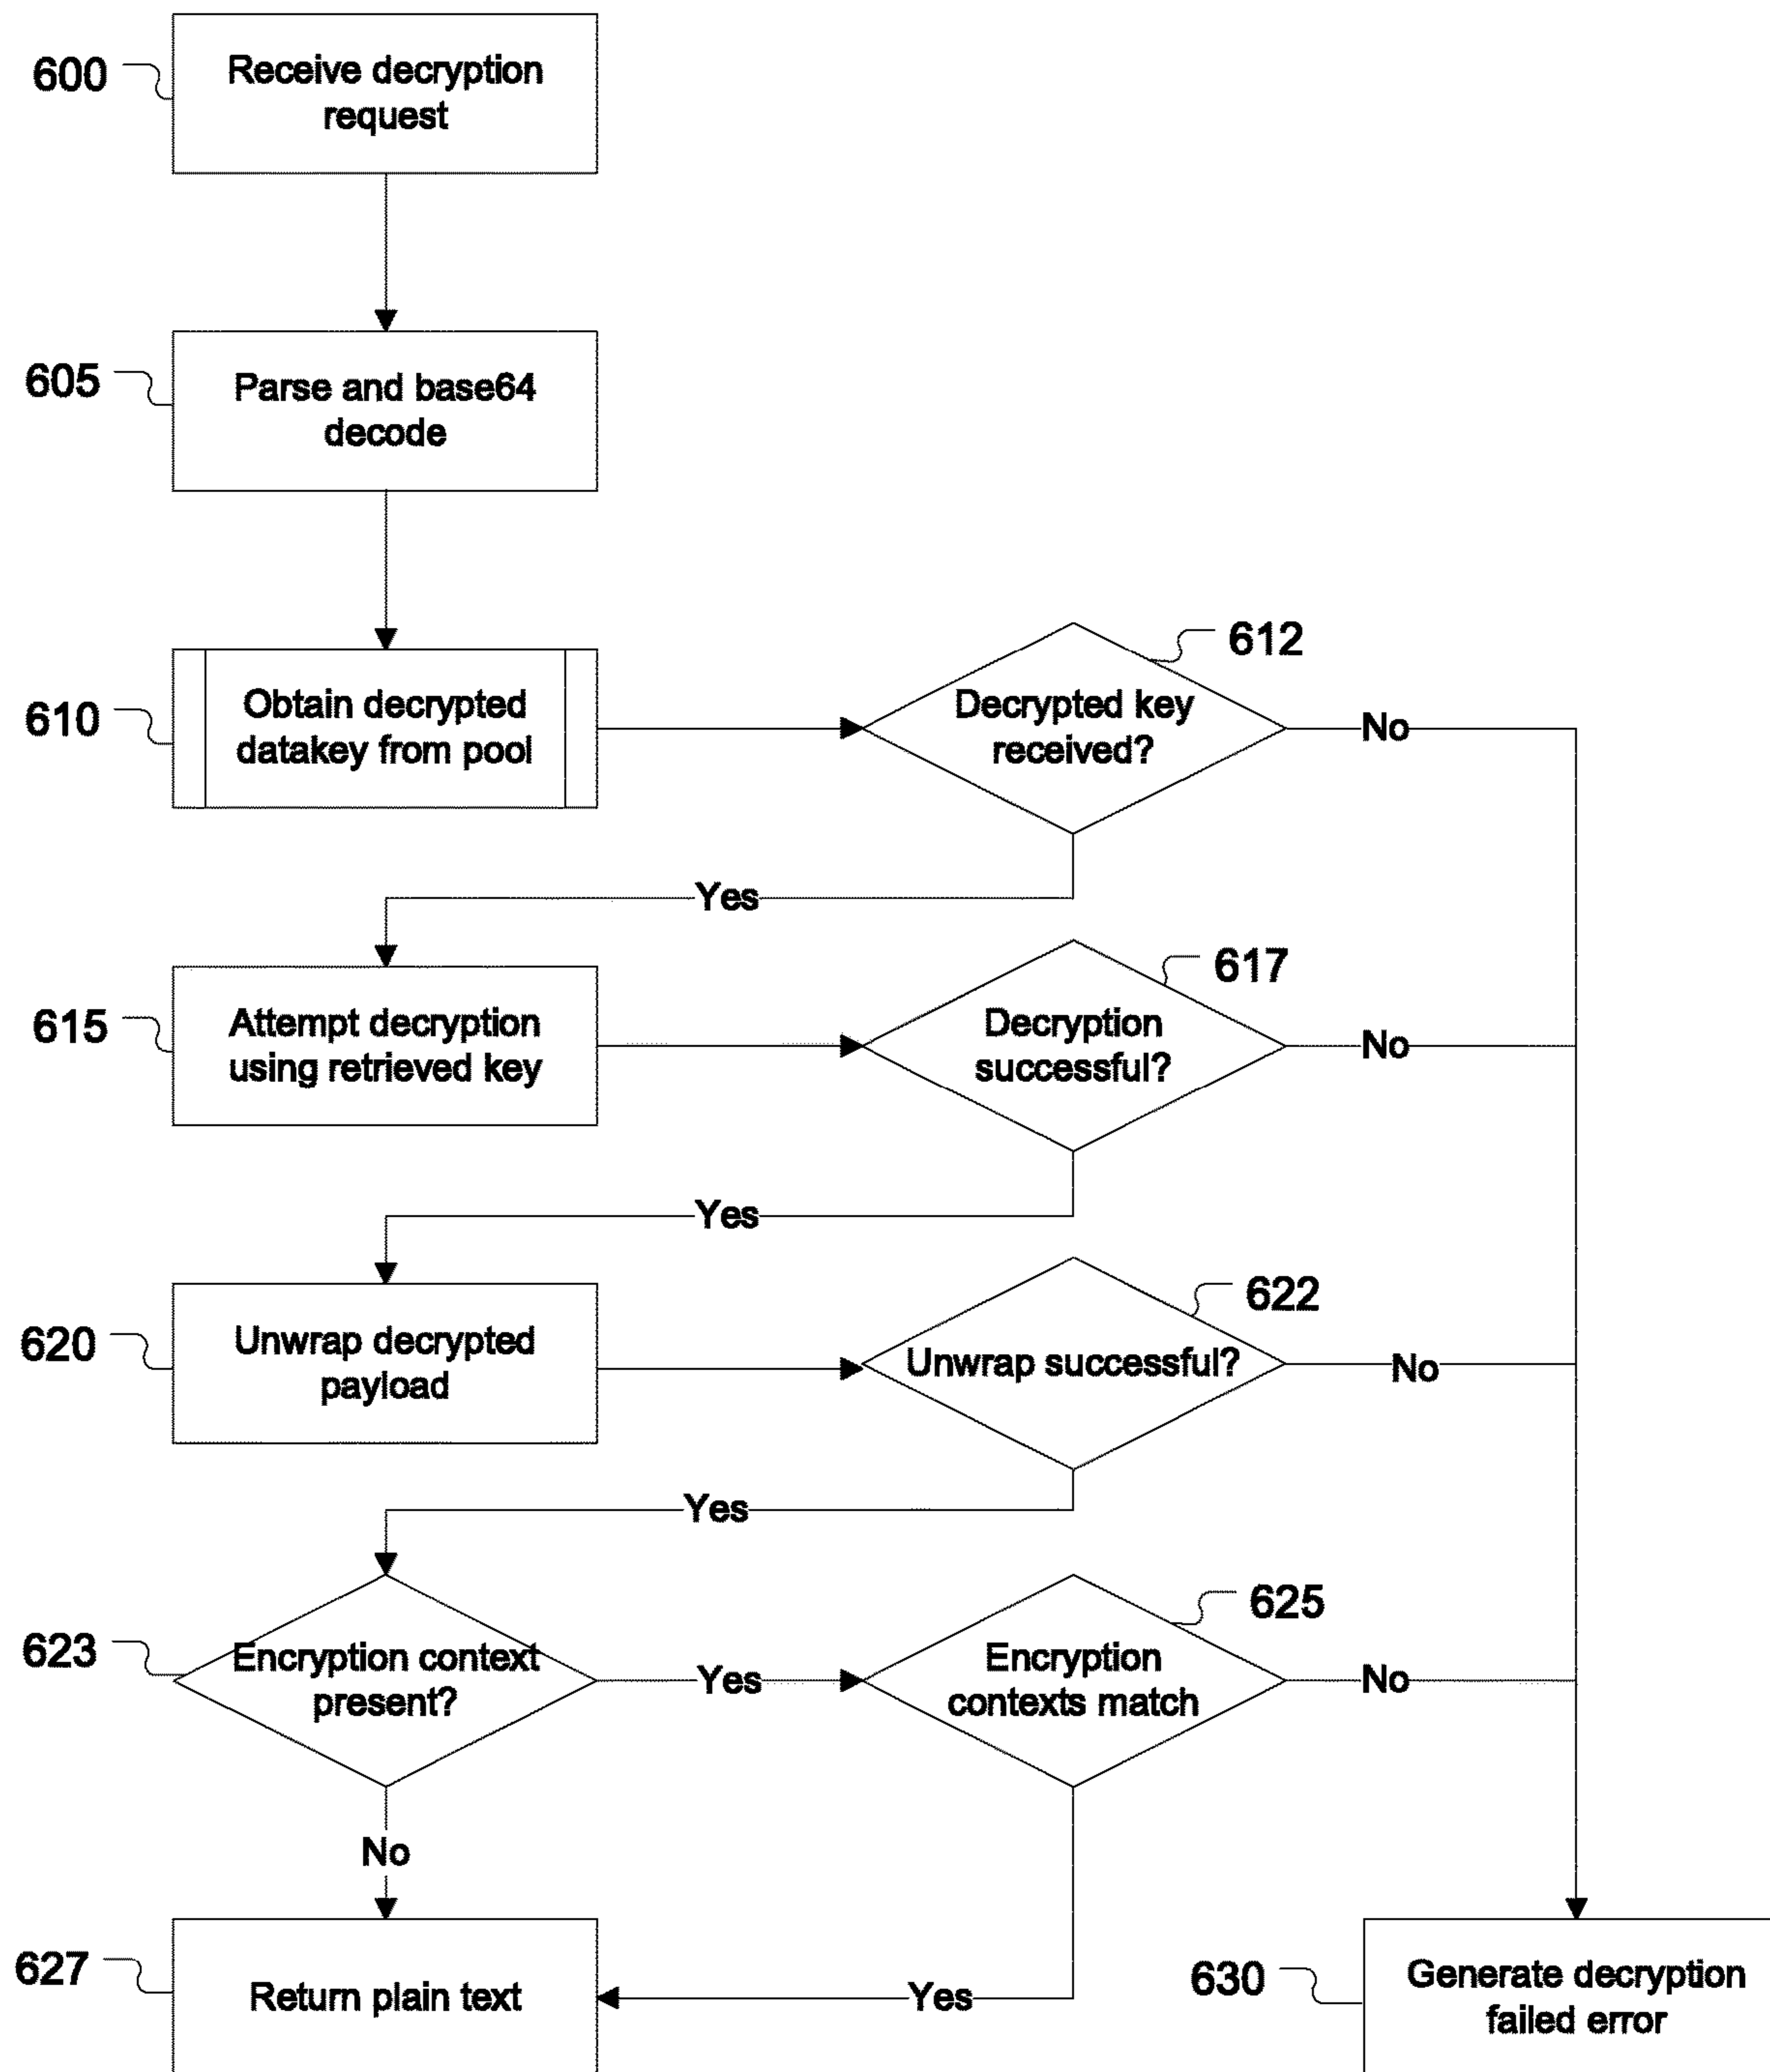 600
Receive decryption
request
605
Parse and base64
decode
610
Obtain decrypted
datakey from pool
612
Decrypted key
received?
No
Yes
615
Attempt decryption
using retrieved key
617
Decryption
successful?
No
Yes
620
Unwrap decrypted
payload
622
Unwrap successful?
No
Yes
623
Encryption context
present?
Yes
625
Encryption
contexts match
No
No
627
Return plain text
Yes
630
Generate decryption
failed error